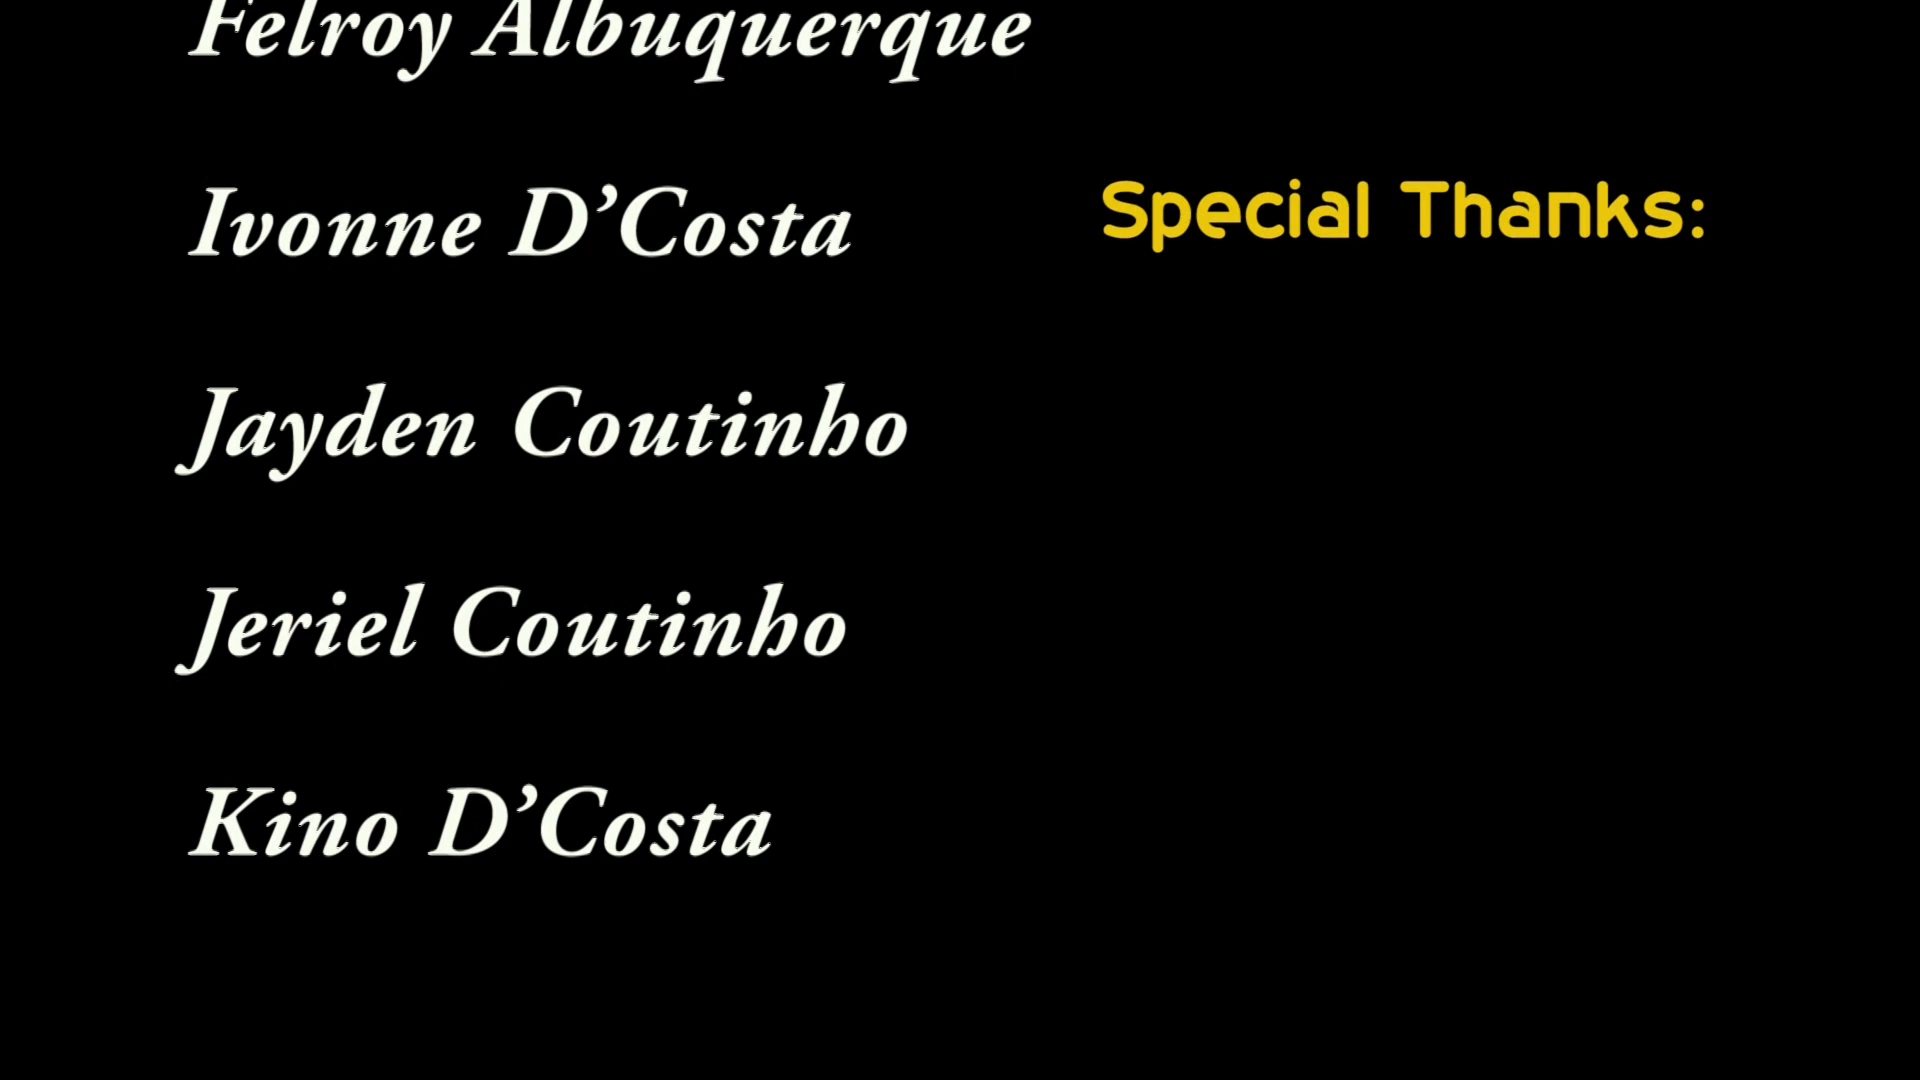 Felroy Albuquerque
Ivonne D’Costa
Special Thanks:
Jayden Coutinho
Jeriel Coutinho
Kino D’Costa